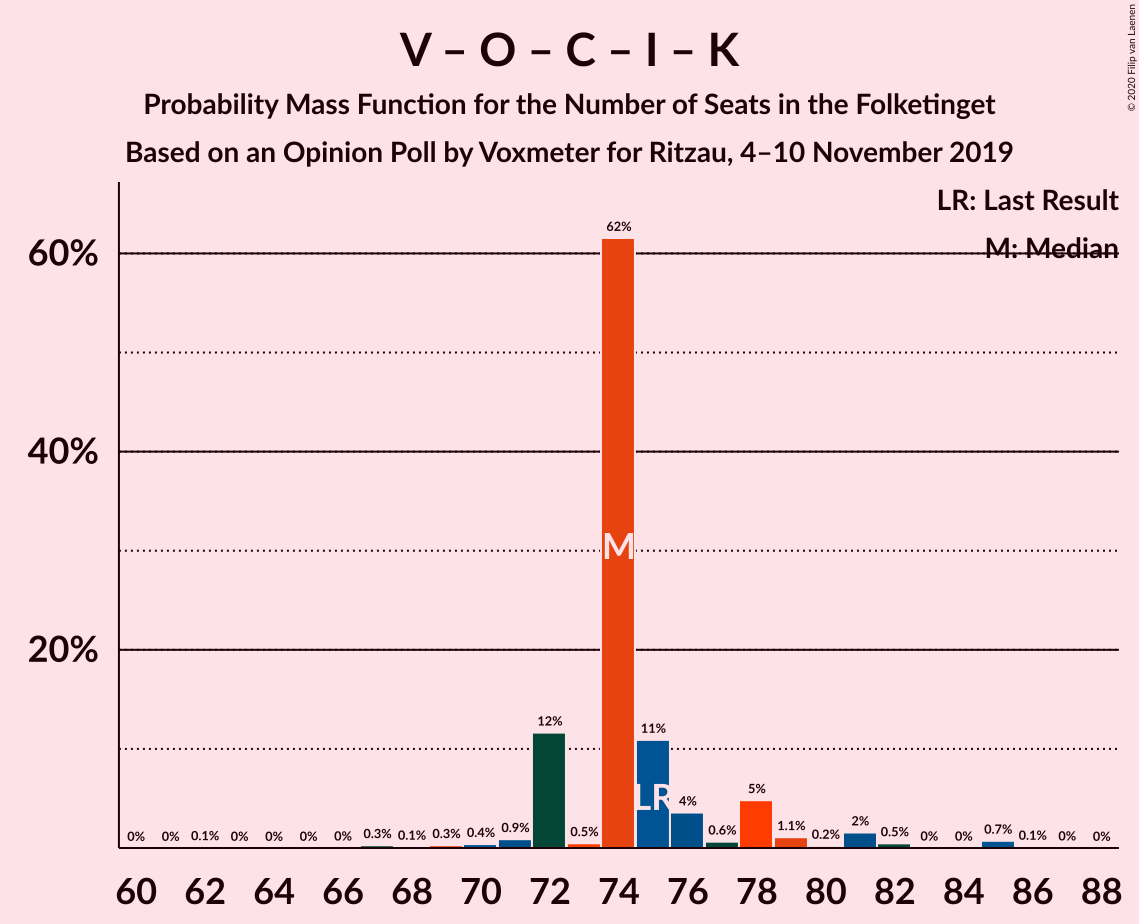 V – O – C – I – K
Probability Mass Function for the Number of Seats in the Folketinget
Based on an Opinion Poll by Voxmeter for Ritzau, 4–10 November 2019
© 2020 Filip van Laenen
LR: Last Result
M: Median
60%
40%
20%
0% 0% 0.1% 0% 0% 0% 0% 0.3% 0.1% 0.3% 0.4% 0.9% 12% 0.5% 62% 11% 4% 0.6% 5% 1.1% 0.2% 2% 0.5% 0% 0% 0.7% 0.1% 0% 0%
M
LR
60 62 64 66 68 70 72 74 76 78 80 82 84 86 88